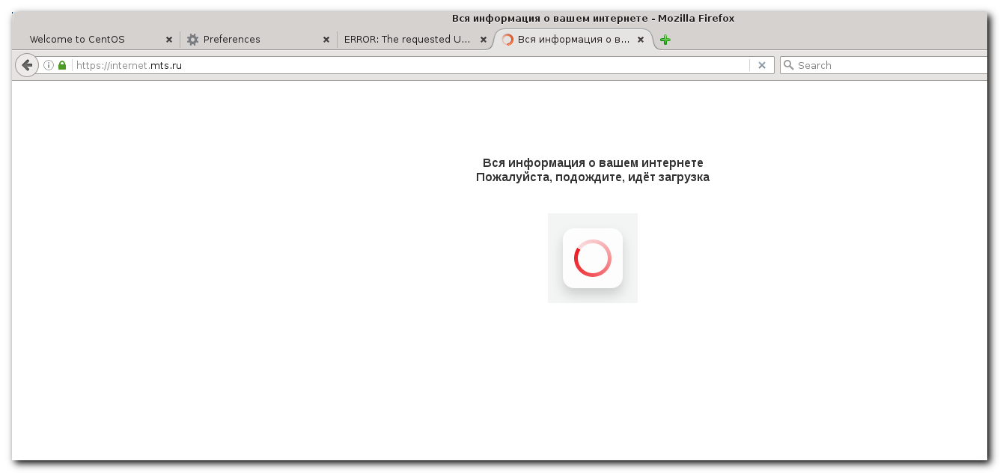 Вся информация о вашем интернете - Mozilla Firefox
Welcome to CentOS
Preferences
ERROR: The requested U...
Вся информация о в...
https://internet.mts.ru
Search
Вся информация о вашем интернете
Пожалуйста, подождите, идёт загрузка